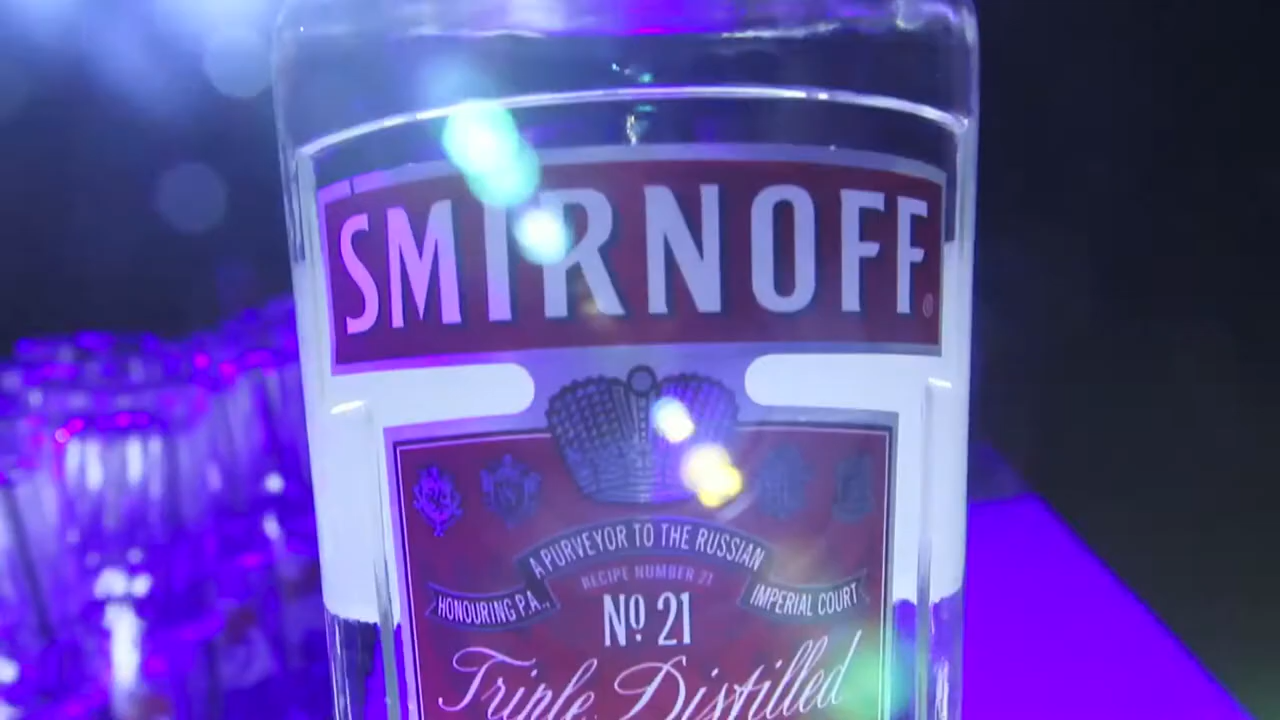 SMIRNOFF®
A PURVEYOR TO THE RUSSIAN
RECIPE NUMBER 21
HONOURING P.A., IMPERIAL COURT
Nº 21
Triple Distilled